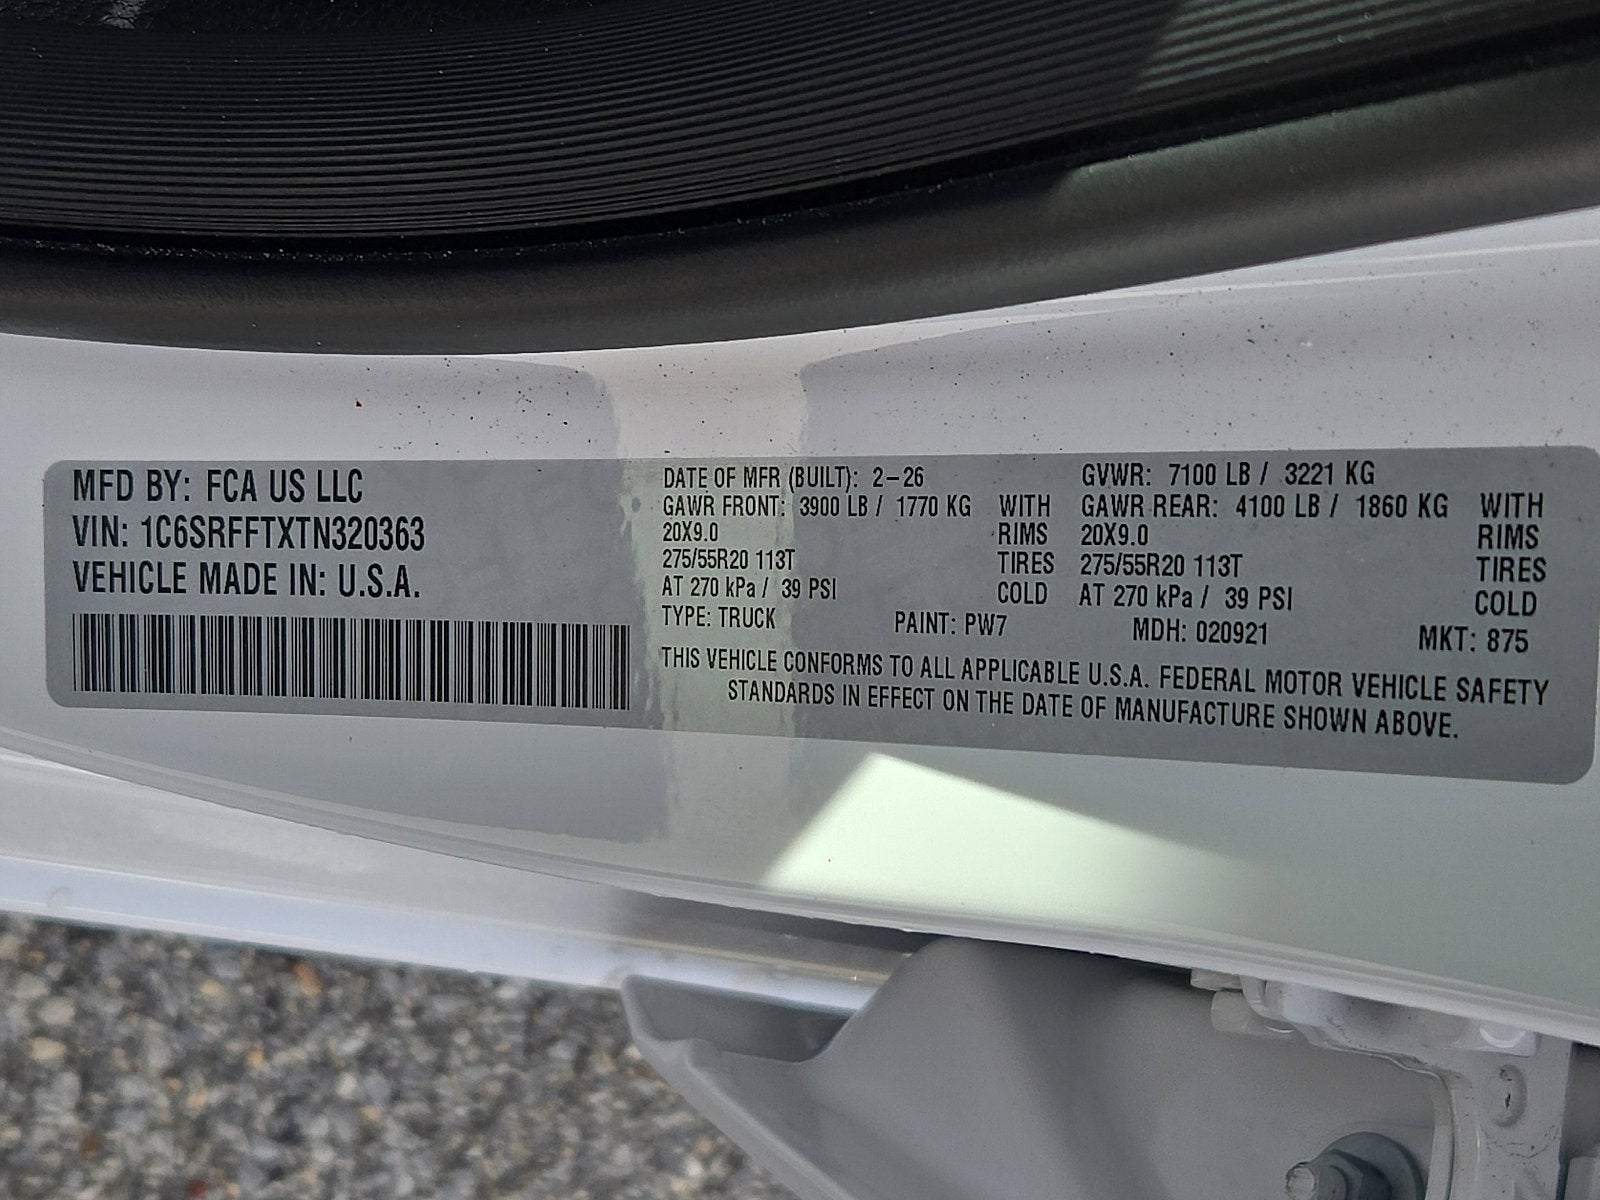 MFD BY: FCA US LLC
VIN: 1C6SRFFTXTN320363
VEHICLE MADE IN: U.S.A.
DATE OF MFR (BUILT): 2-26 GVWR: 7100 LB / 3221 KG
GAWR FRONT: 3900 LB / 1770 KG WITH GAWR REAR: 4100 LB / 1860 KG WITH
20X9.0 RIMS 20X9.0 RIMS
275/55R20 113T TIRES 275/55R20 113T TIRES
AT 270 kPa / 39 PSI COLD AT 270 kPa / 39 PSI COLD
TYPE: TRUCK PAINT: PW7 MDH: 020921 MKT: 875
THIS VEHICLE CONFORMS TO ALL APPLICABLE U.S.A. FEDERAL MOTOR VEHICLE SAFETY
STANDARDS IN EFFECT ON THE DATE OF MANUFACTURE SHOWN ABOVE.